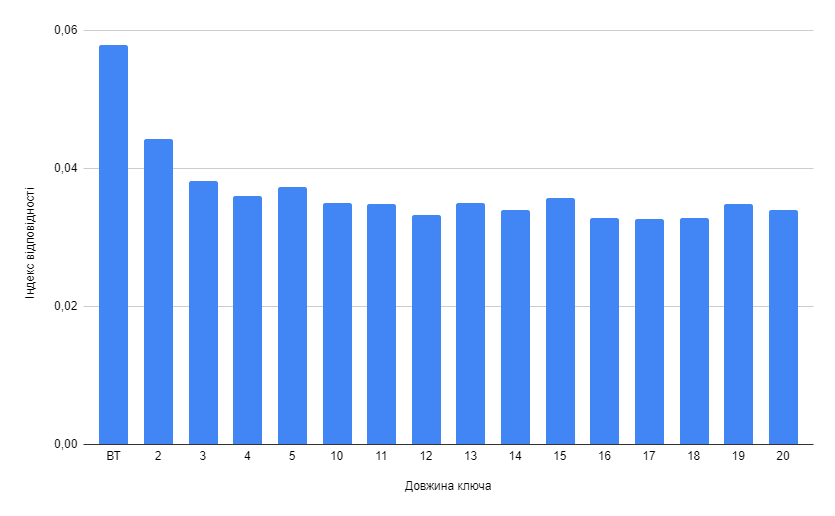 0,06
0,04
0,02
0,00
Індекс відповідності
ВТ 2 3 4 5 10 11 12 13 14 15 16 17 18 19 20
Довжина ключа